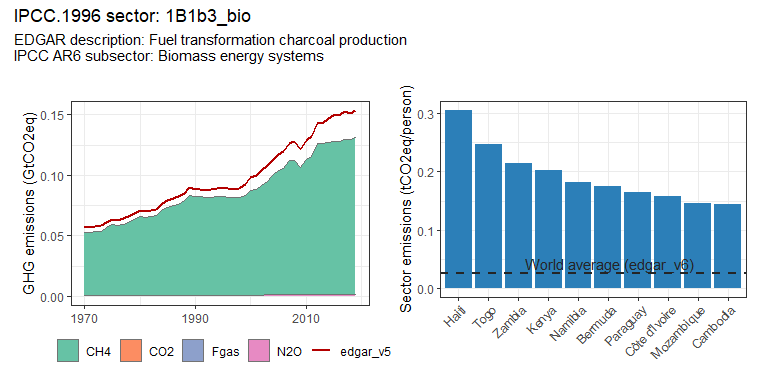 IPCC.1996 sector: 1B1b3_bio
EDGAR description: Fuel transformation charcoal production
IPCC AR6 subsector: Biomass energy systems
GHG emissions (GtCO2eq)
0.15
0.10
0.05
0.00
1970
1990
2010
CH4
CO2
Fgas
N2O
edgar_v5
Sector emissions (tCO2eq/person)
0.3
0.2
0.1
0.0
World average (edgar_v6)
Haiti
Togo
Zambia
Kenya
Namibia
Bermuda
Paraguay
Côte d'Ivoire
Mozambique
Cambodia